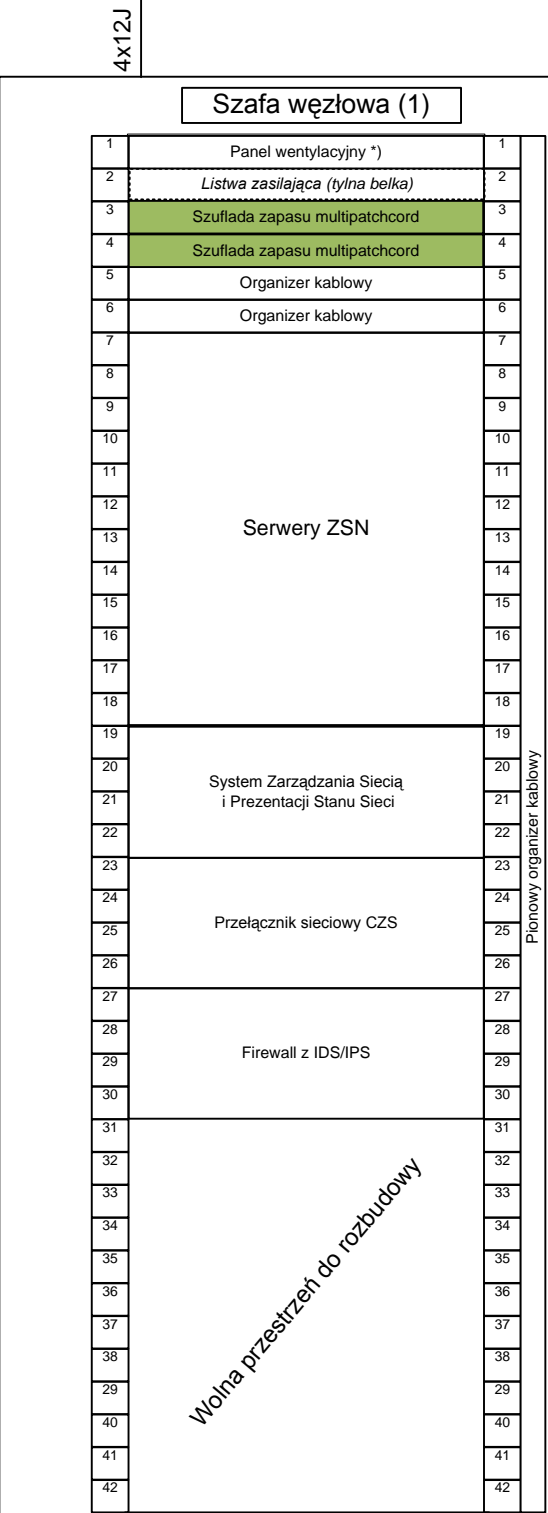 4x12J
Szafa węzłowa (1)
1 Panel wentylacyjny *) 1
2 Listwa zasilająca (tylna belka) 2
3 Szuflada zapasu multipatchcord 3
4 Szuflada zapasu multipatchcord 4
5 Organizer kablowy 5
6 Organizer kablowy 6
7 7
8 8
9 9
10 10
11 11
12 12
Serwery ZSN
13 13
14 14
15 15
16 16
17 17
18 18
19 19
20 20
System Zarządzania Siecią
21 i Prezentacji Stanu Sieci 21
22 22
23 23
24 24
Przełącznik sieciowy CZS
25 25
26 26
27 27
28 28
Firewall z IDS/IPS
29 29
30 30
31 31
32 32
33 33
34 34
35 35
36 36
37 37
38 38
29 29
40 40
41 41
42 42
Wolna przestrzeń do rozbudowy
Pionowy organizer kablowy